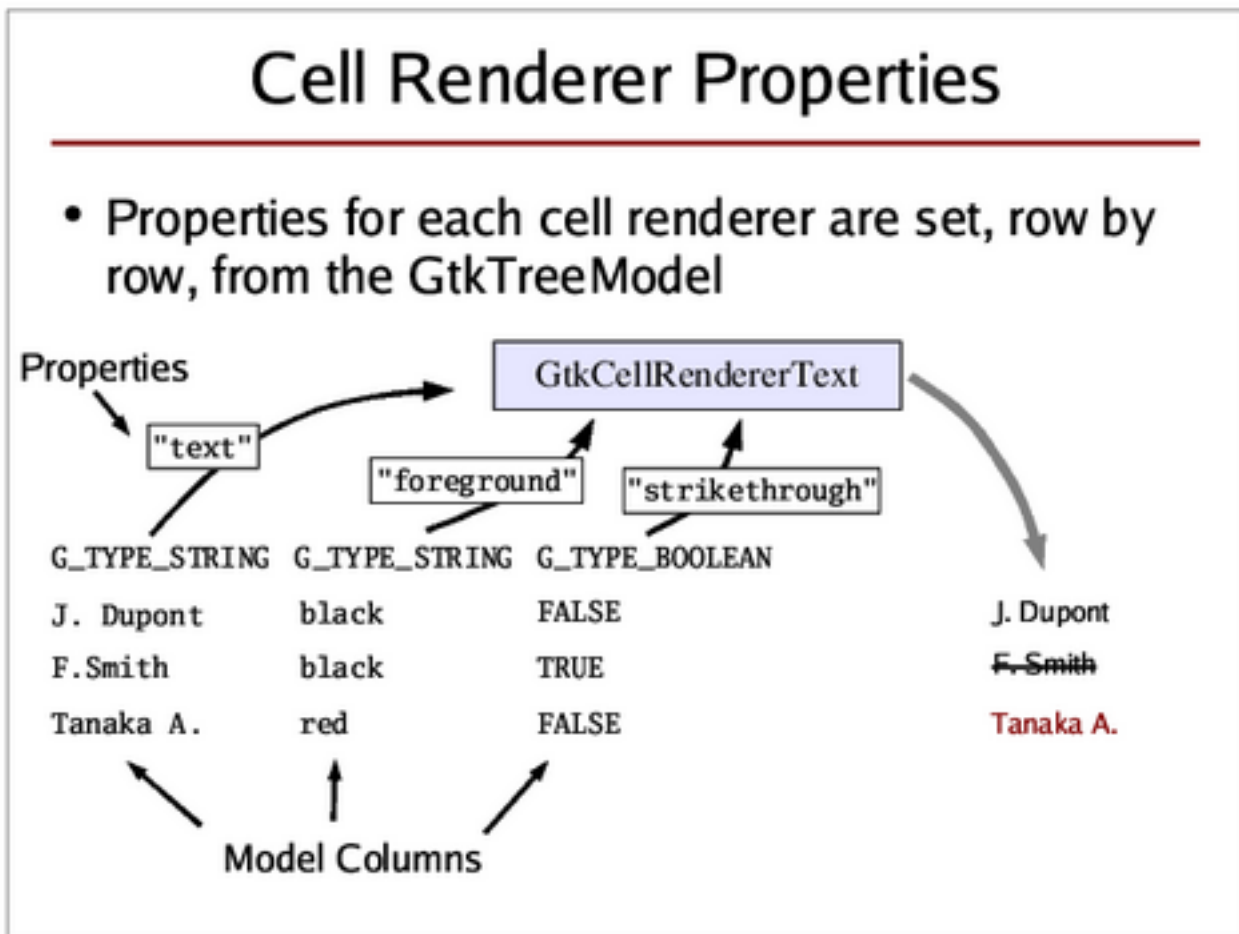 Cell Renderer Properties
• Properties for each cell renderer are set, row by
row, from the GtkTreeModel
Properties
GtkCellRendererText
"text"
"foreground"
"strikethrough"
G_TYPE_STRING G_TYPE_STRING G_TYPE_BOOLEAN
J. Dupont black FALSE J. Dupont
F.Smith black TRUE F. Smith
Tanaka A. red FALSE Tanaka A.
Model Columns